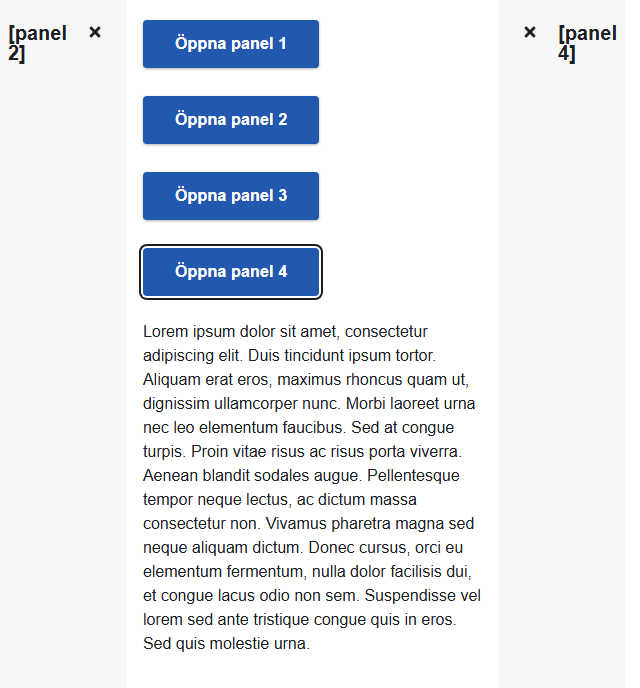 [panel
2]
Öppna panel 1
Öppna panel 2
Öppna panel 3
Öppna panel 4
Lorem ipsum dolor sit amet, consectetur
adipiscing elit. Duis tincidunt ipsum tortor.
Aliquam erat eros, maximus rhoncus quam ut,
dignissim ullamcorper nunc. Morbi laoreet urna
nec leo elementum faucibus. Sed at congue
turpis. Proin vitae risus ac risus porta viverra.
Aenean blandit sodales augue. Pellentesque
tempor neque lectus, ac dictum massa
consectetur non. Vivamus pharetra magna sed
neque aliquam dictum. Donec cursus, orci eu
elementum fermentum, nulla dolor facilisis dui,
et congue lacus odio non sem. Suspendisse vel
lorem sed ante tristique congue quis in eros.
Sed quis molestie urna.
[panel
4]